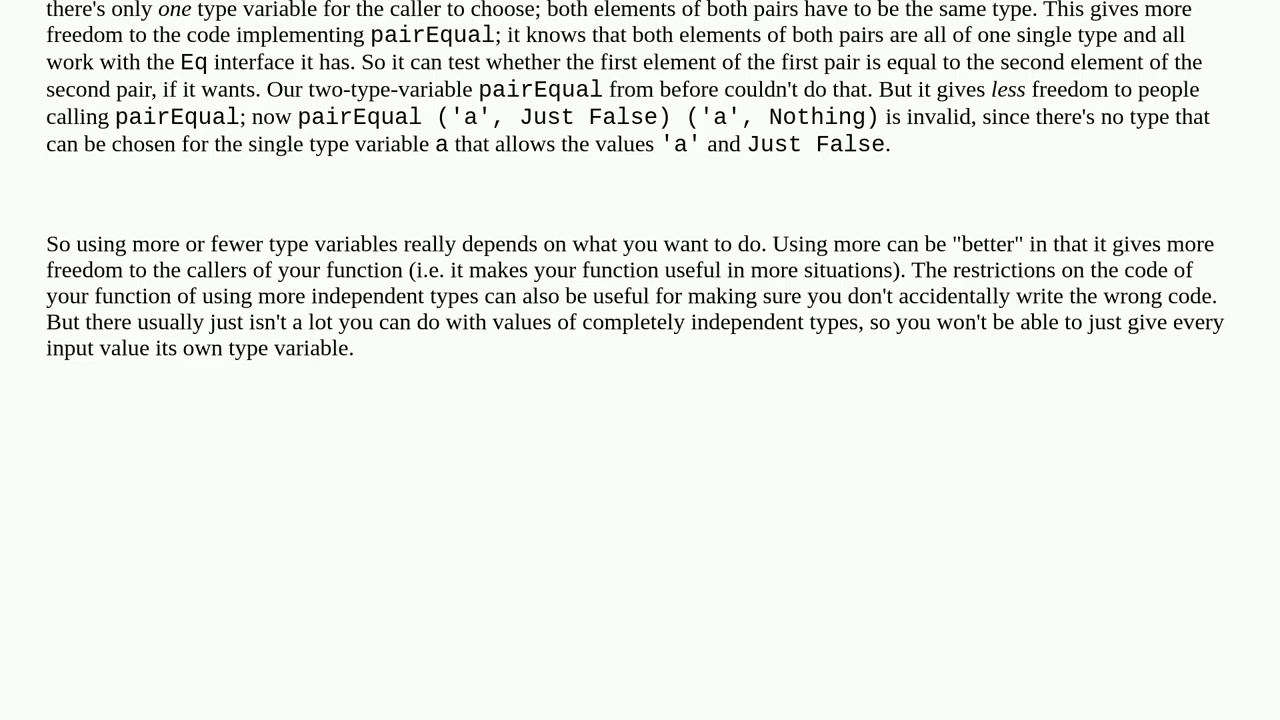 there's only one type variable for the caller to choose; both elements of both pairs have to be the same type. This gives more
freedom to the code implementing pairEqual; it knows that both elements of both pairs are all of one single type and all
work with the Eq interface it has. So it can test whether the first element of the first pair is equal to the second element of the
second pair, if it wants. Our two-type-variable pairEqual from before couldn't do that. But it gives less freedom to people
calling pairEqual; now pairEqual ('a', Just False) ('a', Nothing) is invalid, since there's no type that
can be chosen for the single type variable a that allows the values 'a' and Just False.
So using more or fewer type variables really depends on what you want to do. Using more can be "better" in that it gives more
freedom to the callers of your function (i.e. it makes your function useful in more situations). The restrictions on the code of
your function of using more independent types can also be useful for making sure you don't accidentally write the wrong code.
But there usually just isn't a lot you can do with values of completely independent types, so you won't be able to just give every
input value its own type variable.